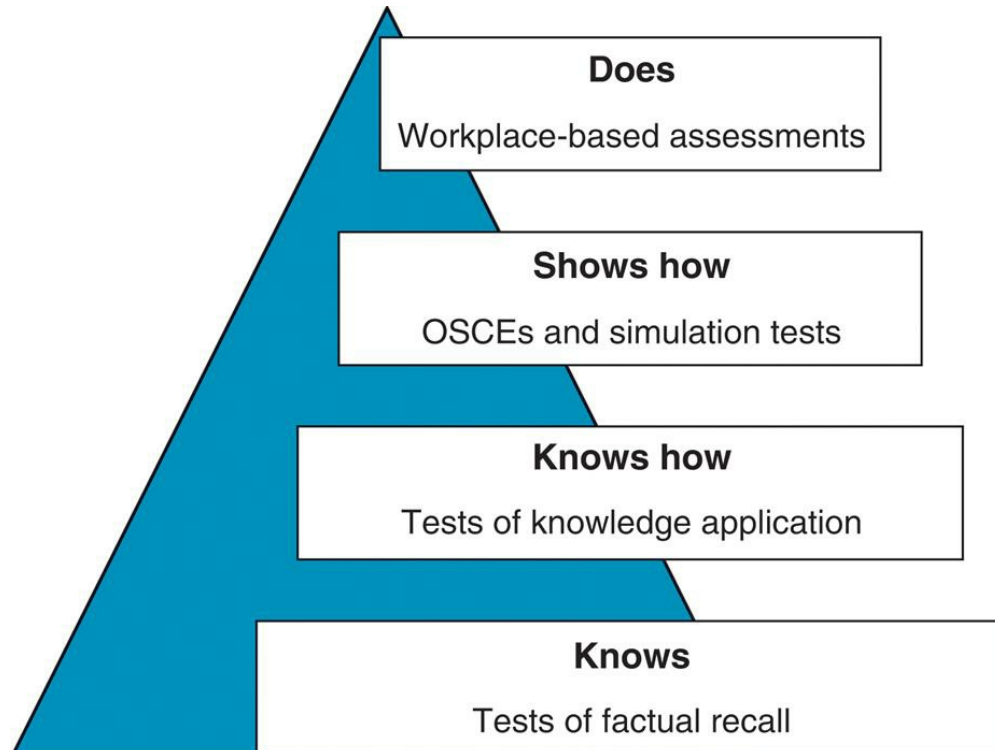 Does
Workplace-based assessments
Shows how
OSCEs and simulation tests
Knows how
Tests of knowledge application
Knows
Tests of factual recall